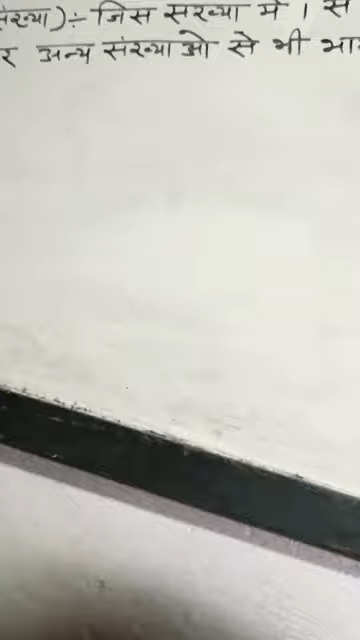 संख्या) :- जिस संख्या में 1 से
र अन्य संख्याओ से भी भा